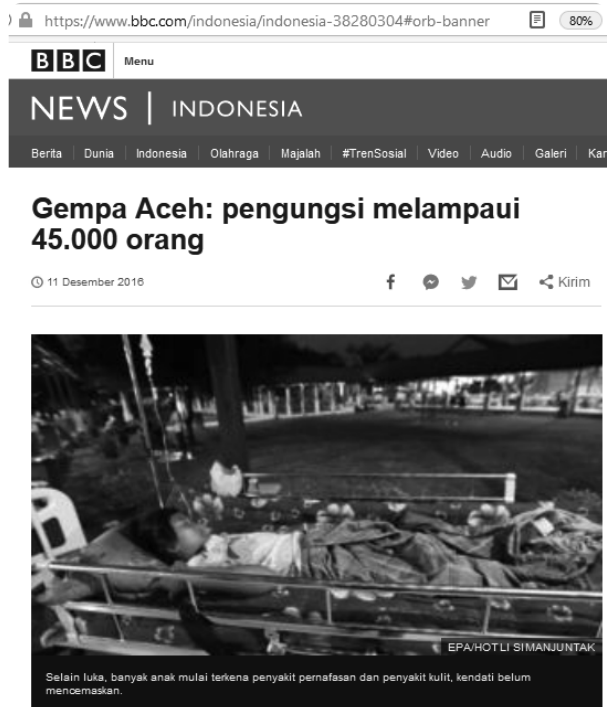 https://www.bbc.com/indonesia/indonesia-38280304#orb-banner 80%
BBC Menu
NEWS | INDONESIA
Berita Dunia Indonesia Olahraga Majalah #TrenSosial Video Audio Galeri Kar
Gempa Aceh: pengungsi melampaui
45.000 orang
11 Desember 2016
Kirim
EPA/HOTLI SIMANJUNTAK
Selain luka, banyak anak mulai terkena penyakit pernafasan dan penyakit kulit, kendati belum
mencemaskan.